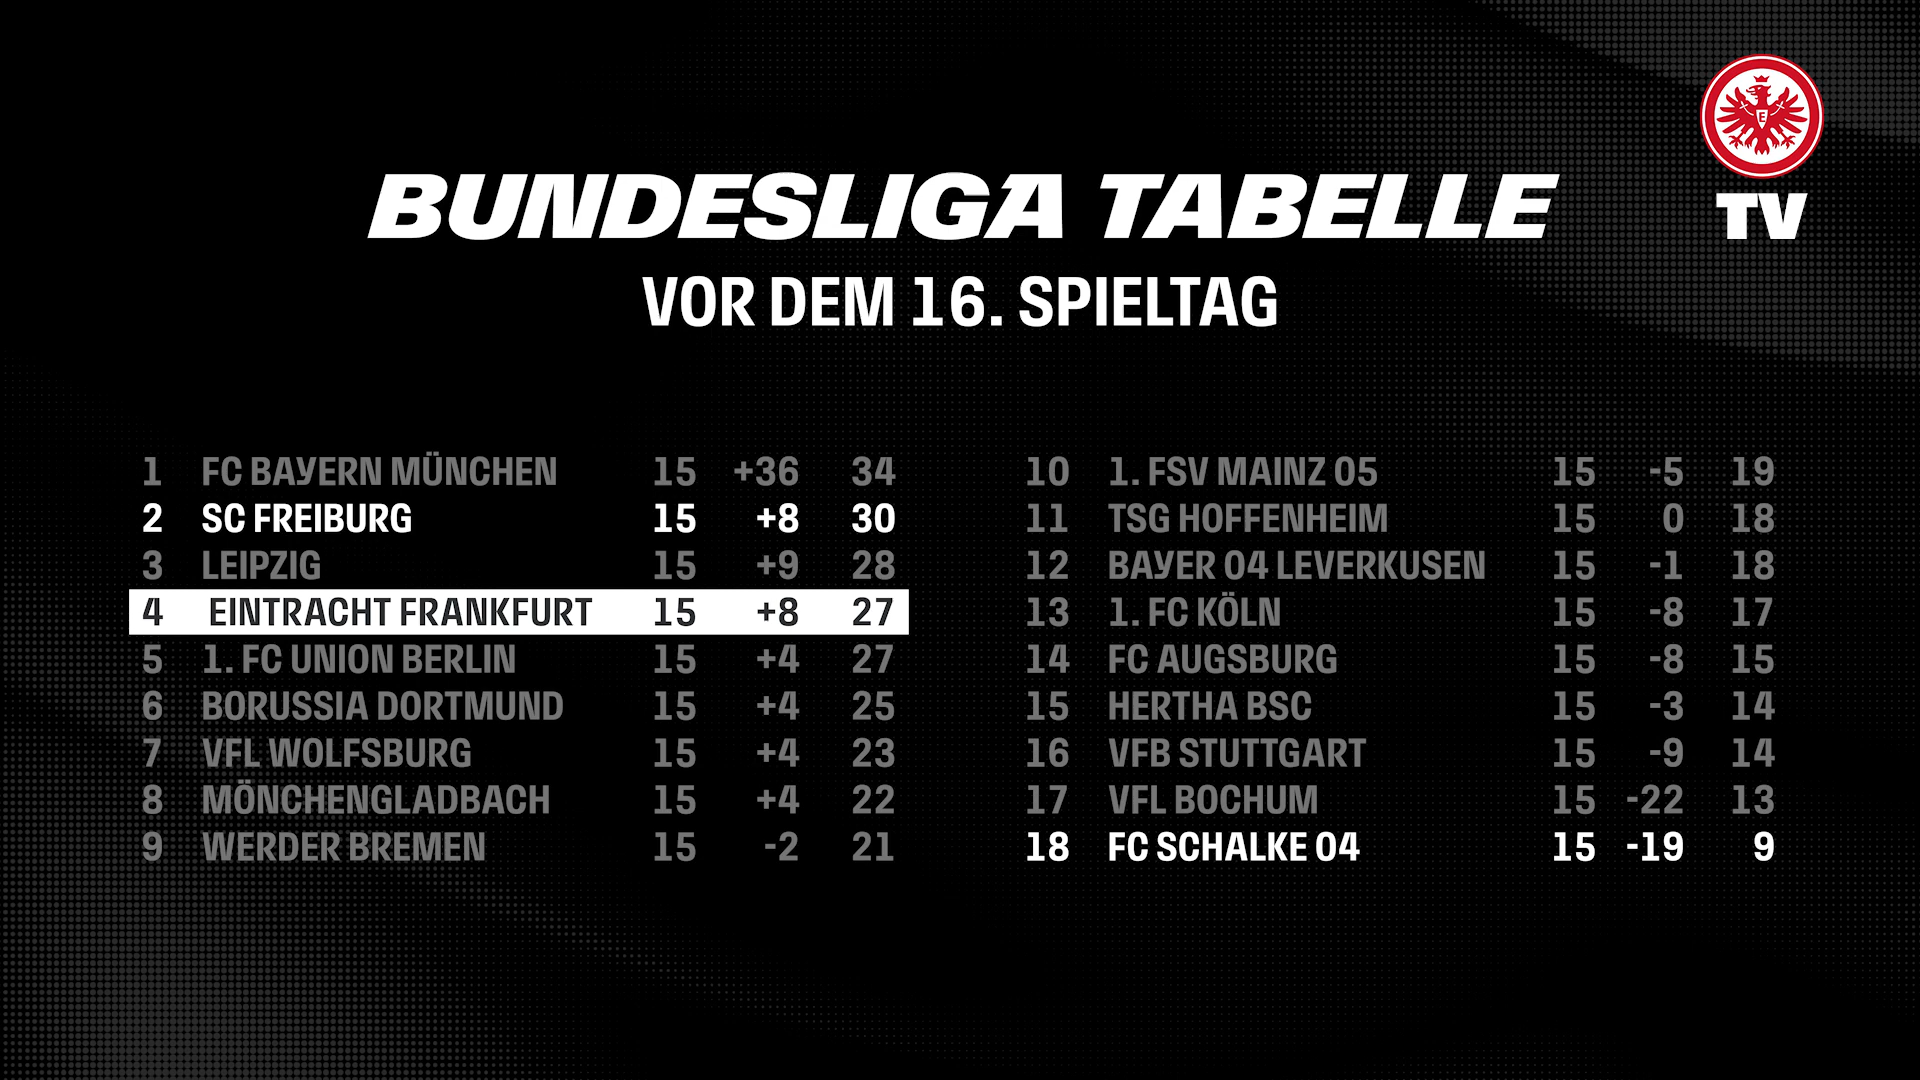 BUNDESLIGA TABELLE
TV
VOR DEM 16. SPIELTAG
1 FC BAYERN MÜNCHEN 15 +36 34
2 SC FREIBURG 15 +8 30
3 LEIPZIG 15 +9 28
4 EINTRACHT FRANKFURT 15 +8 27
5 1. FC UNION BERLIN 15 +4 27
6 BORUSSIA DORTMUND 15 +4 25
7 VFL WOLFSBURG 15 +4 23
8 MÖNCHENGLADBACH 15 +4 22
9 WERDER BREMEN 15 -2 21
10 1. FSV MAINZ 05 15 -5 19
11 TSG HOFFENHEIM 15 0 18
12 BAYER 04 LEVERKUSEN 15 -1 18
13 1. FC KÖLN 15 -8 17
14 FC AUGSBURG 15 -8 15
15 HERTHA BSC 15 -3 14
16 VFB STUTTGART 15 -9 14
17 VFL BOCHUM 15 -22 13
18 FC SCHALKE 04 15 -19 9